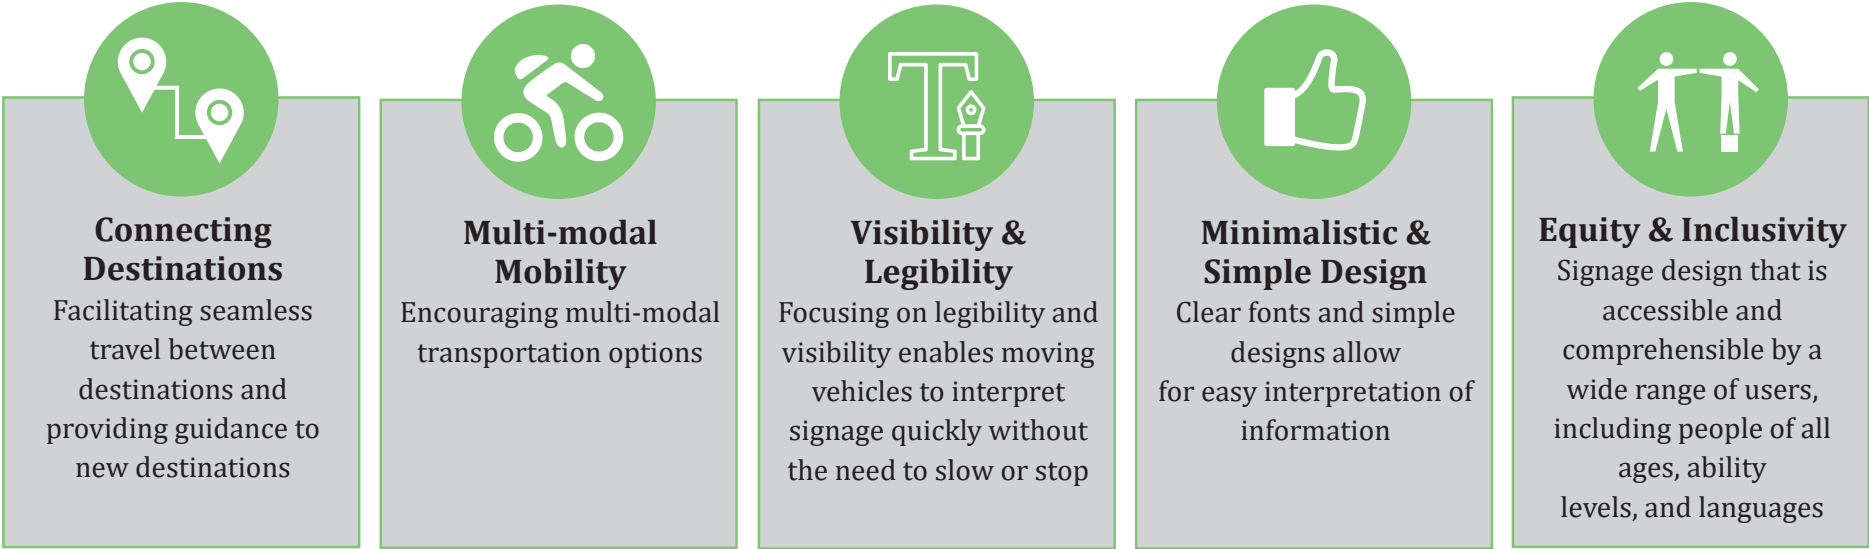 Connecting
Destinations
Facilitating seamless
travel between
destinations and
providing guidance to
new destinations
Multi-modal
Mobility
Encouraging multi-modal
transportation options
Visibility &
Legibility
Focusing on legibility and
visibility enables moving
vehicles to interpret
signage quickly without
the need to slow or stop
Minimalistic &
Simple Design
Clear fonts and simple
designs allow
for easy interpretation of
information
Equity & Inclusivity
Signage design that is
accessible and
comprehensible by a
wide range of users,
including people of all
ages, ability
levels, and languages